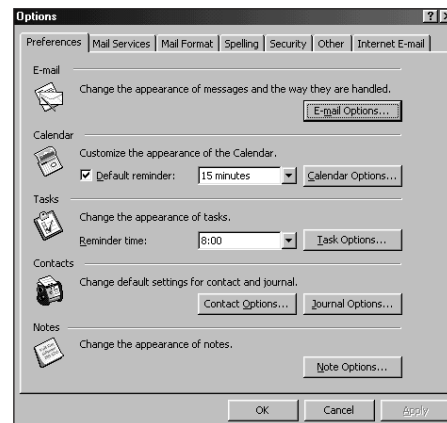 Options
Preferences Mail Services Mail Format Spelling Security Other Internet E-mail
E-mail
Change the appearance of messages and the way they are handled.
E-mail Options...
Calendar
Customize the appearance of the Calendar.
Default reminder: 15 minutes Calendar Options...
Tasks
Change the appearance of tasks.
Reminder time: 8:00 Task Options...
Contacts
Change default settings for contact and journal.
Contact Options... Journal Options...
Notes
Change the appearance of notes.
Note Options...
OK Cancel Apply